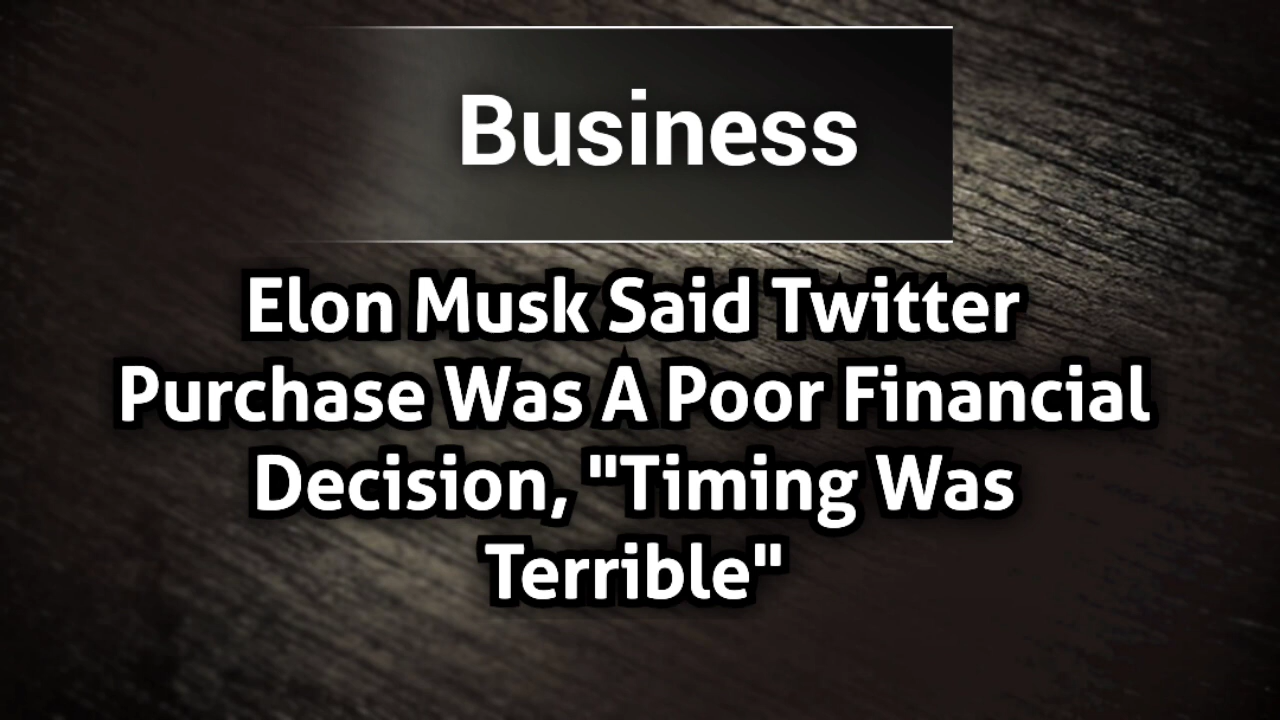 Business
Elon Musk Said Twitter
Purchase Was A Poor Financial
Decision, "Timing Was
Terrible"